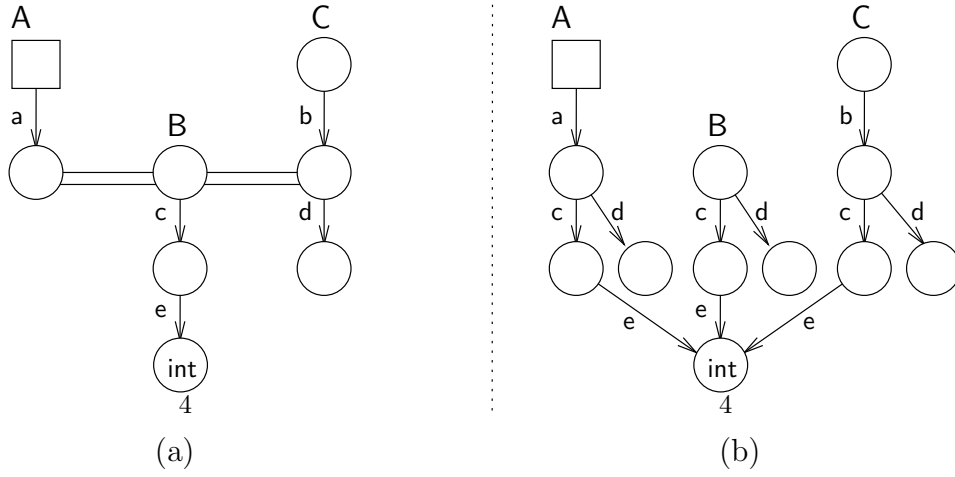 A C A C
a b a b
B B
c d c d c d c d
e e e e
int int
4 4
(a) (b)